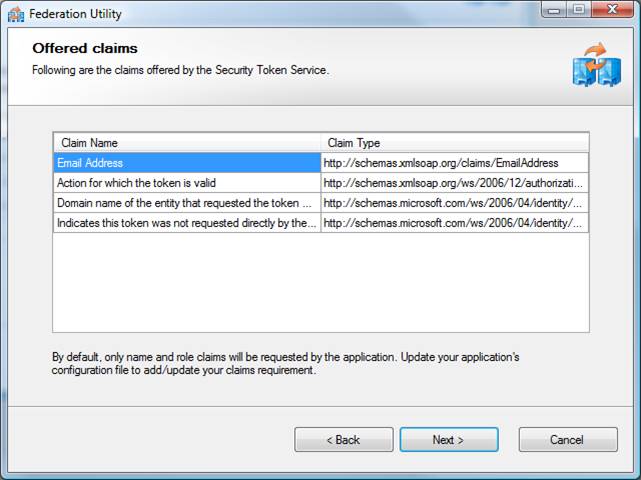 Federation Utility
Offered claims
Following are the claims offered by the Security Token Service.
Claim Name Claim Type
Email Address http://schemas.xmlsoap.org/claims/EmailAddress
Action for which the token is valid http://schemas.xmlsoap.org/ws/2006/12/authorizati...
Domain name of the entity that requested the token ... http://schemas.microsoft.com/ws/2006/04/identity/...
Indicates this token was not requested directly by the... http://schemas.microsoft.com/ws/2006/04/identity/...
By default, only name and role claims will be requested by the application. Update your application's
configuration file to add/update your claims requirement.
< Back Next > Cancel